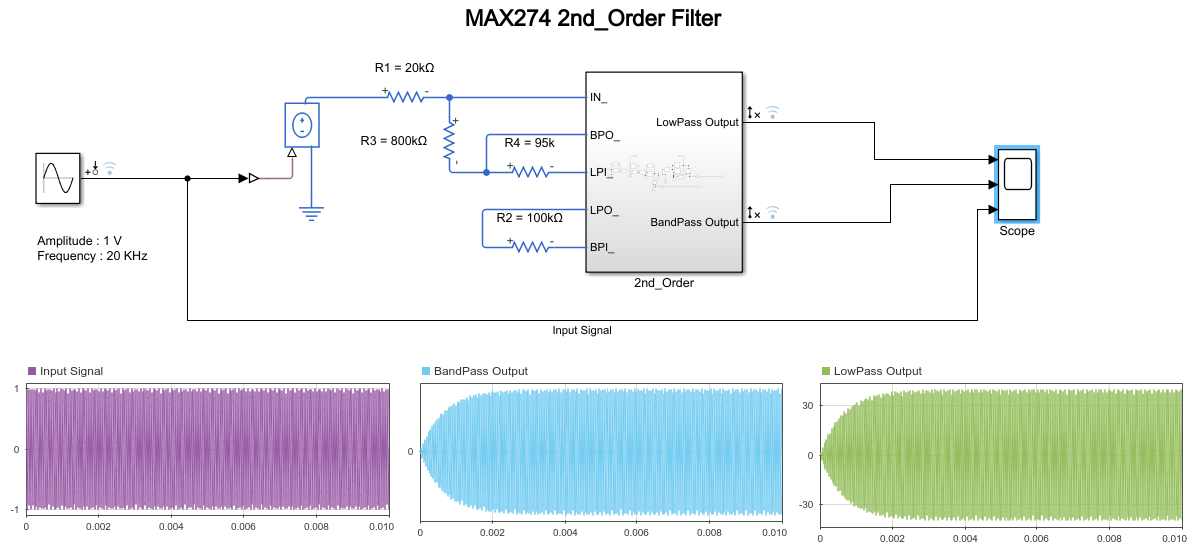 MAX274 2nd_Order Filter
R1 = 20kΩ
+ -
IN_
+
R3 = 800kΩ
-
BPO_
R4 = 95k
+ -
LPI_
LPO_
R2 = 100kΩ
+ -
BPI_
LowPass Output
BandPass Output
2nd_Order
Scope
Amplitude : 1 V
Frequency : 20 KHz
Input Signal
Input Signal
1
0
-1
0 0.002 0.004 0.006 0.008 0.010
BandPass Output
0
0 0.002 0.004 0.006 0.008 0.010
LowPass Output
30
0
-30
0 0.002 0.004 0.006 0.008 0.010